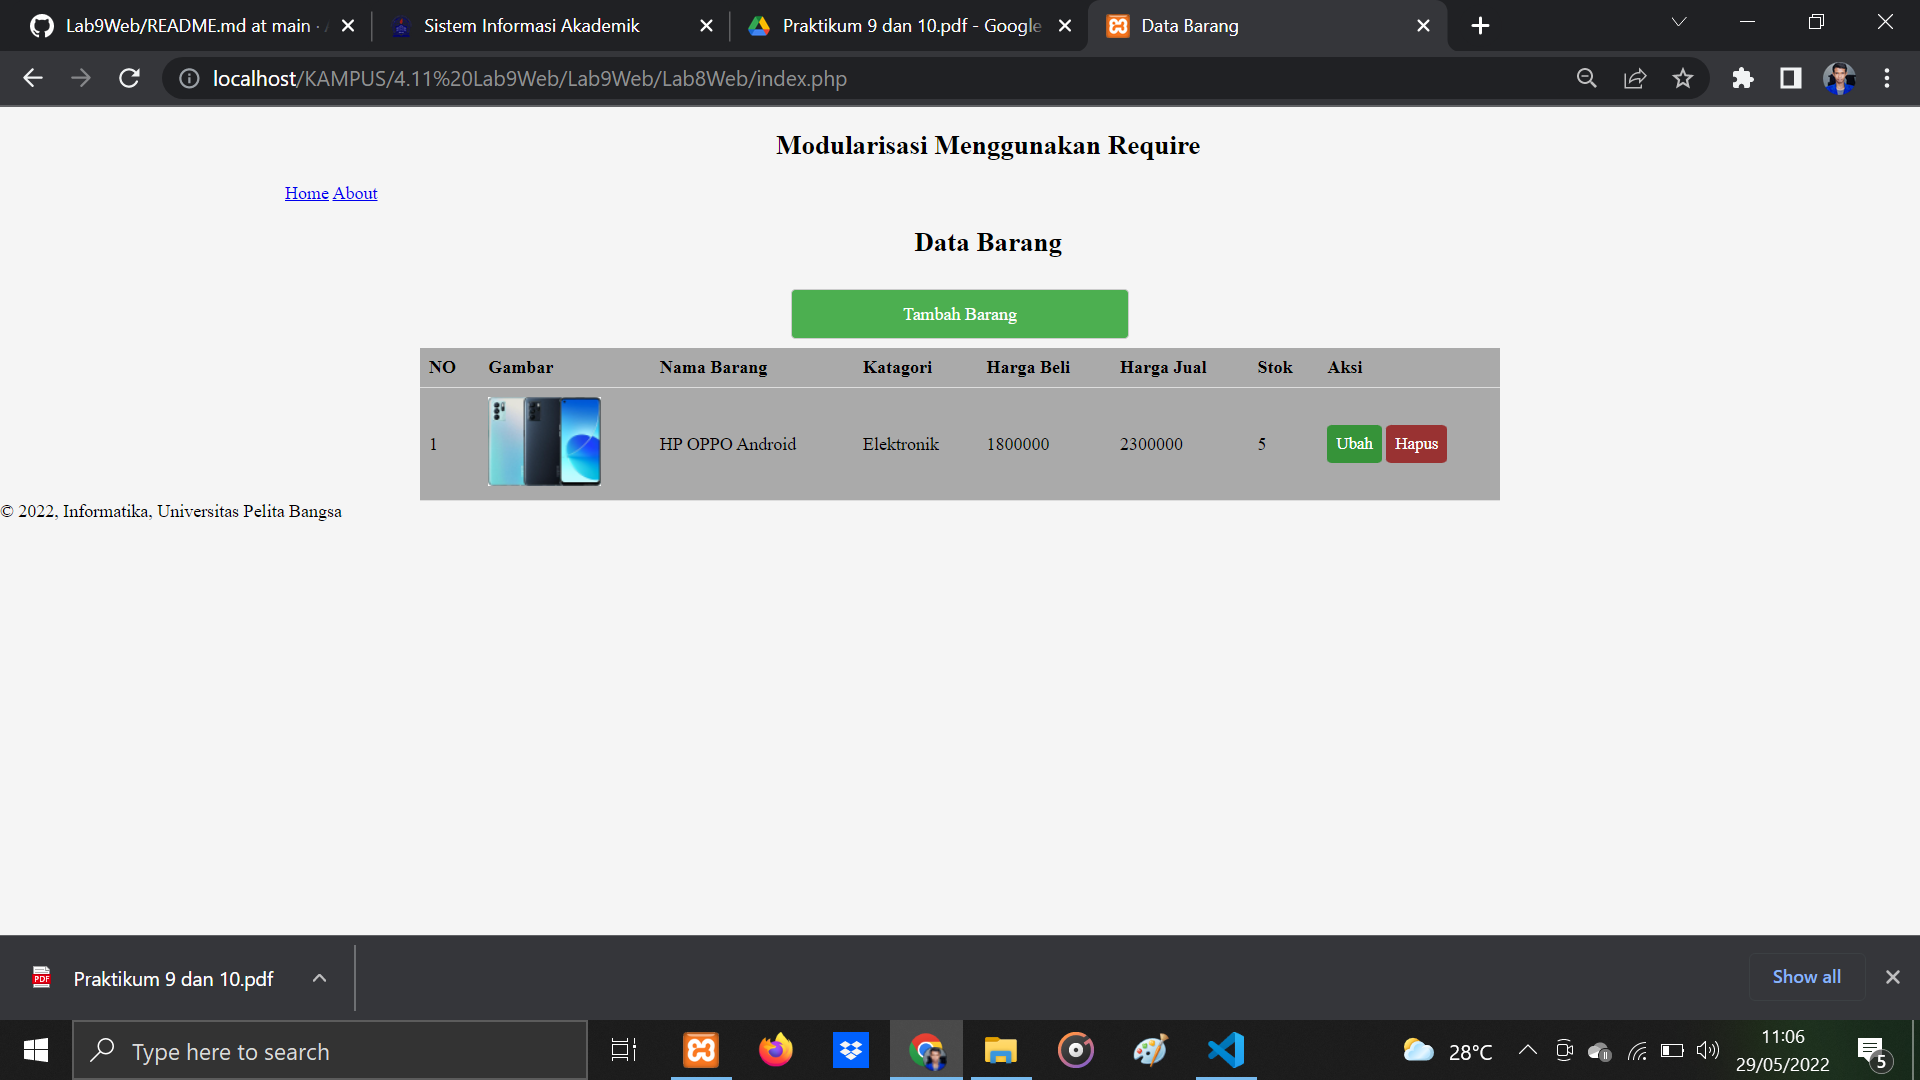 Lab9Web/README.md at main ·
Sistem Informasi Akademik
Praktikum 9 dan 10.pdf - Google
Data Barang
localhost/KAMPUS/4.11%20Lab9Web/Lab9Web/Lab8Web/index.php
Modularisasi Menggunakan Require
Home About
Data Barang
Tambah Barang
NO Gambar Nama Barang Katagori Harga Beli Harga Jual Stok Aksi
1 HP OPPO Android Elektronik 1800000 2300000 5 Ubah Hapus
© 2022, Informatika, Universitas Pelita Bangsa
PDF
Praktikum 9 dan 10.pdf
Show all
Type here to search
28°C
11:06
29/05/2022
5